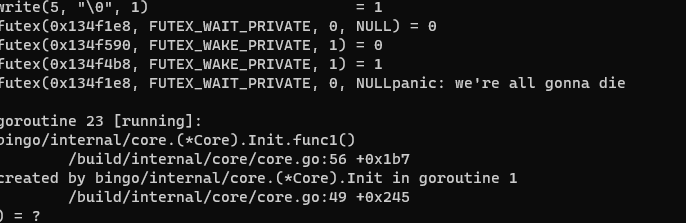 write(5, "\0", 1)                       = 1
futex(0x134f1e8, FUTEX_WAIT_PRIVATE, 0, NULL) = 0
futex(0x134f590, FUTEX_WAKE_PRIVATE, 1) = 0
futex(0x134f4b8, FUTEX_WAKE_PRIVATE, 1) = 1
futex(0x134f1e8, FUTEX_WAIT_PRIVATE, 0, NULLpanic: we're all gonna die
goroutine 23 [running]:
bingo/internal/core.(*Core).Init.func1()
        /build/internal/core/core.go:56 +0x1b7
created by bingo/internal/core.(*Core).Init in goroutine 1
        /build/internal/core/core.go:49 +0x245
) = ?